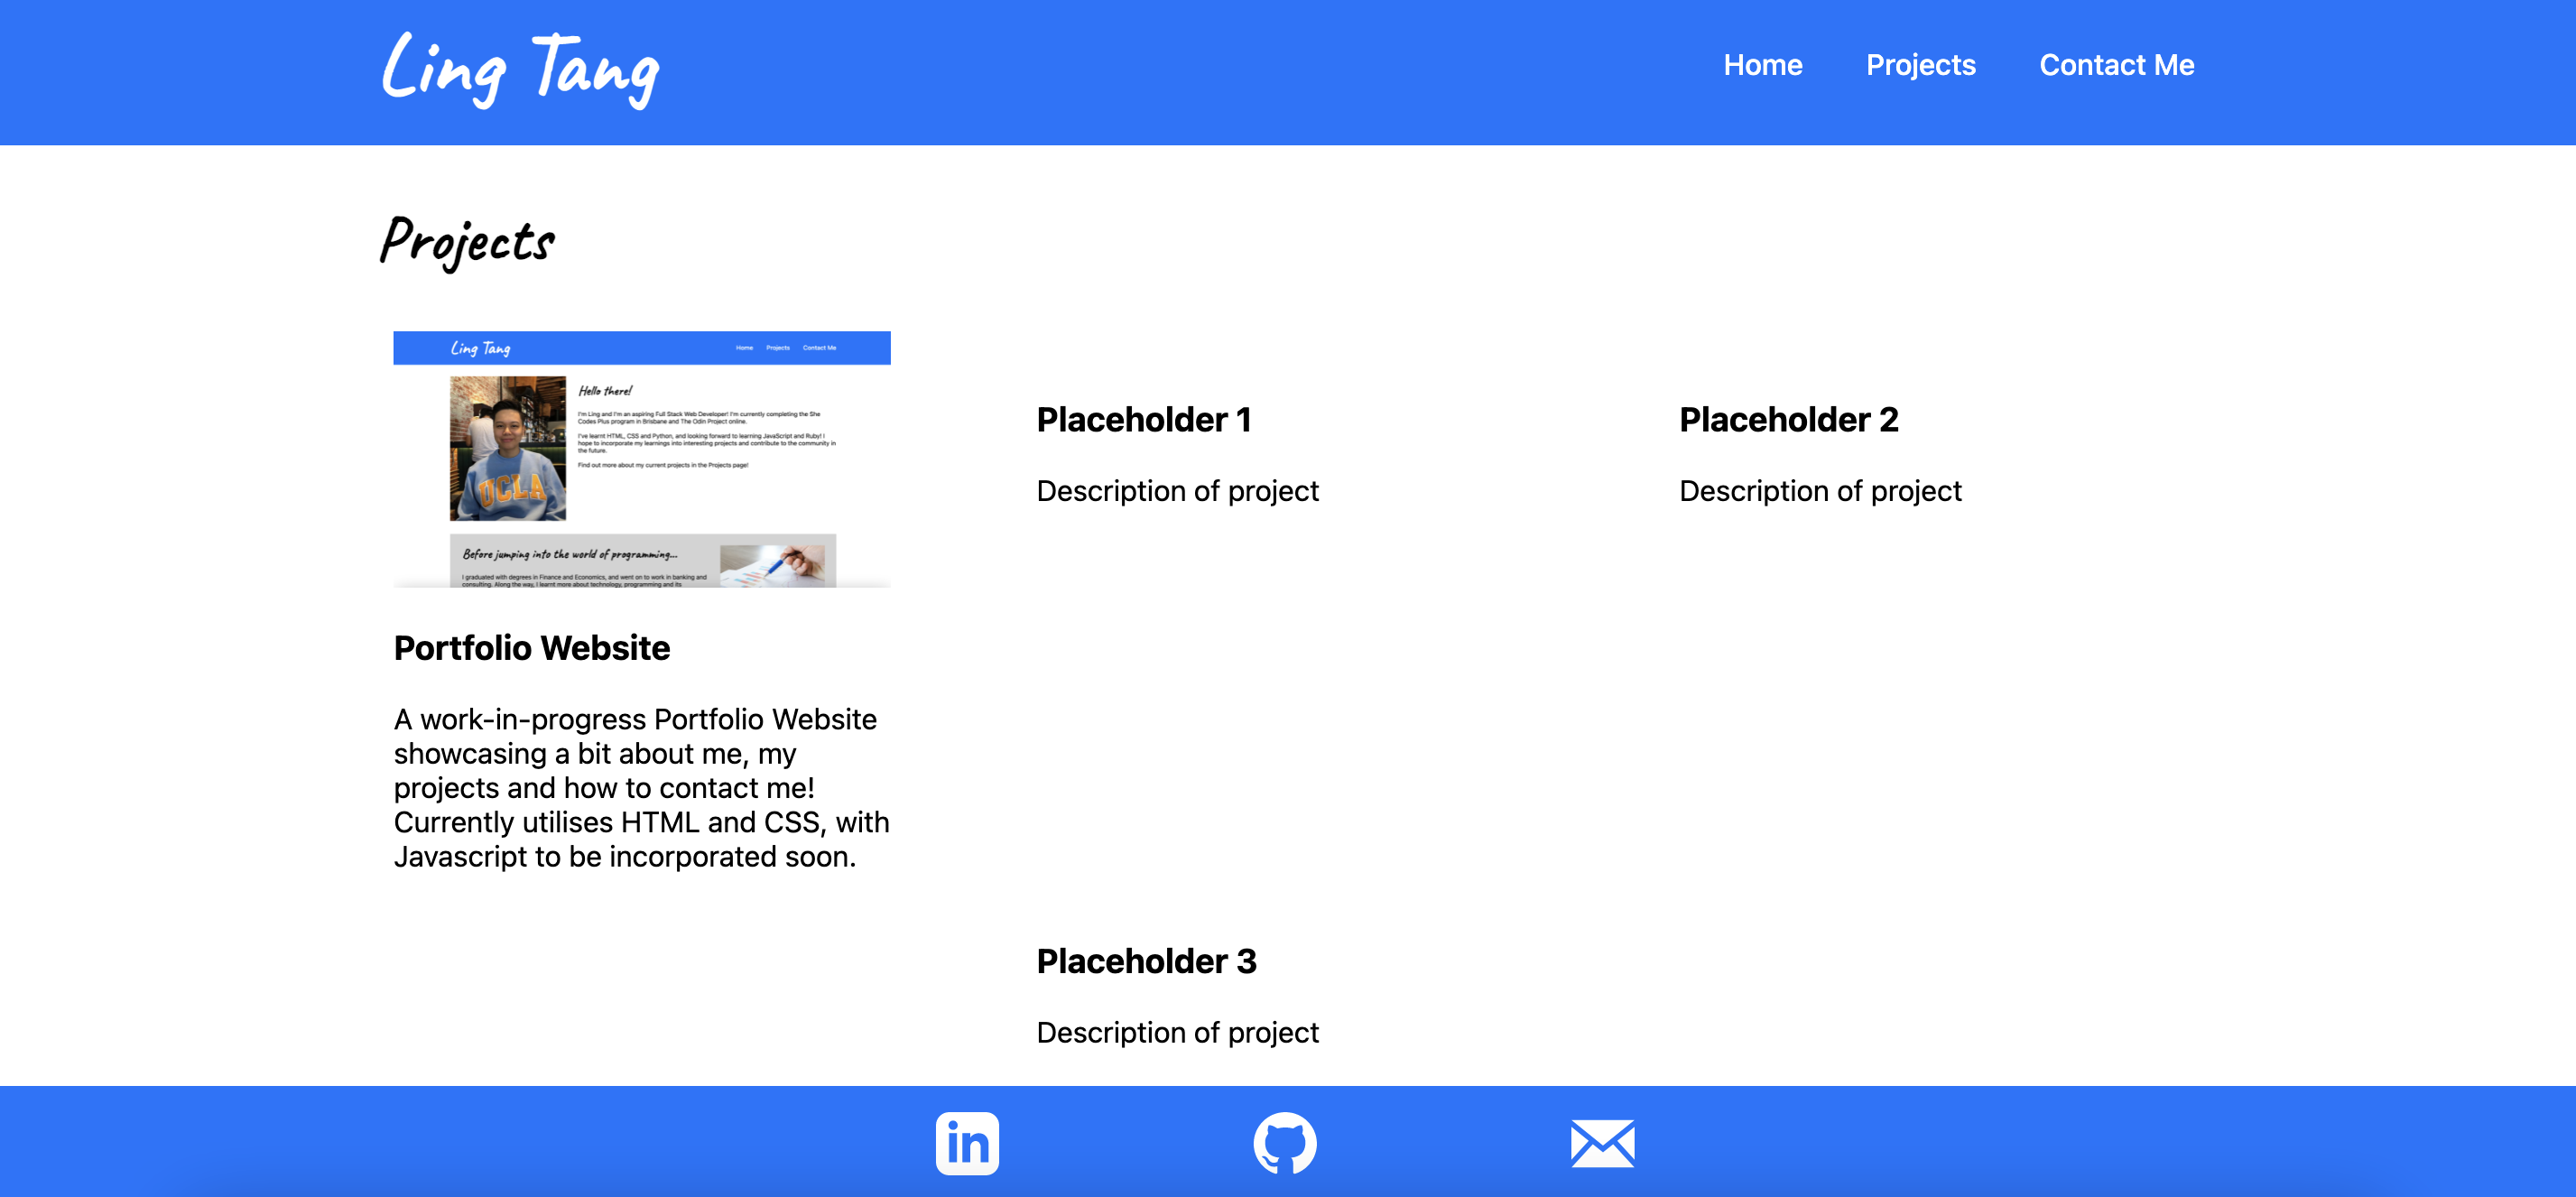 Ling Tang
Home
Projects
Contact Me
Projects
Ling Tang
Home
Projects
Contact Me
Hello there!
I'm Ling and I'm an aspiring Full Stack Web Developer! I'm currently completing the She
Codes Plus program in Brisbane and The Odin Project online.
I've learnt HTML, CSS and Python, and looking forward to learning JavaScript and Ruby! I
hope to incorporate my learnings into interesting projects and contribute to the community in
the future.
Find out more about my current projects in the Projects page!
UCLA
Before jumping into the world of programming...
I graduated with degrees in Finance and Economics, and went on to work in banking and
consulting. Along the way, I learnt more about technology, programming and its
Portfolio Website
A work-in-progress Portfolio Website
showcasing a bit about me, my
projects and how to contact me!
Currently utilises HTML and CSS, with
Javascript to be incorporated soon.
Placeholder 1
Description of project
Placeholder 2
Description of project
Placeholder 3
Description of project
in